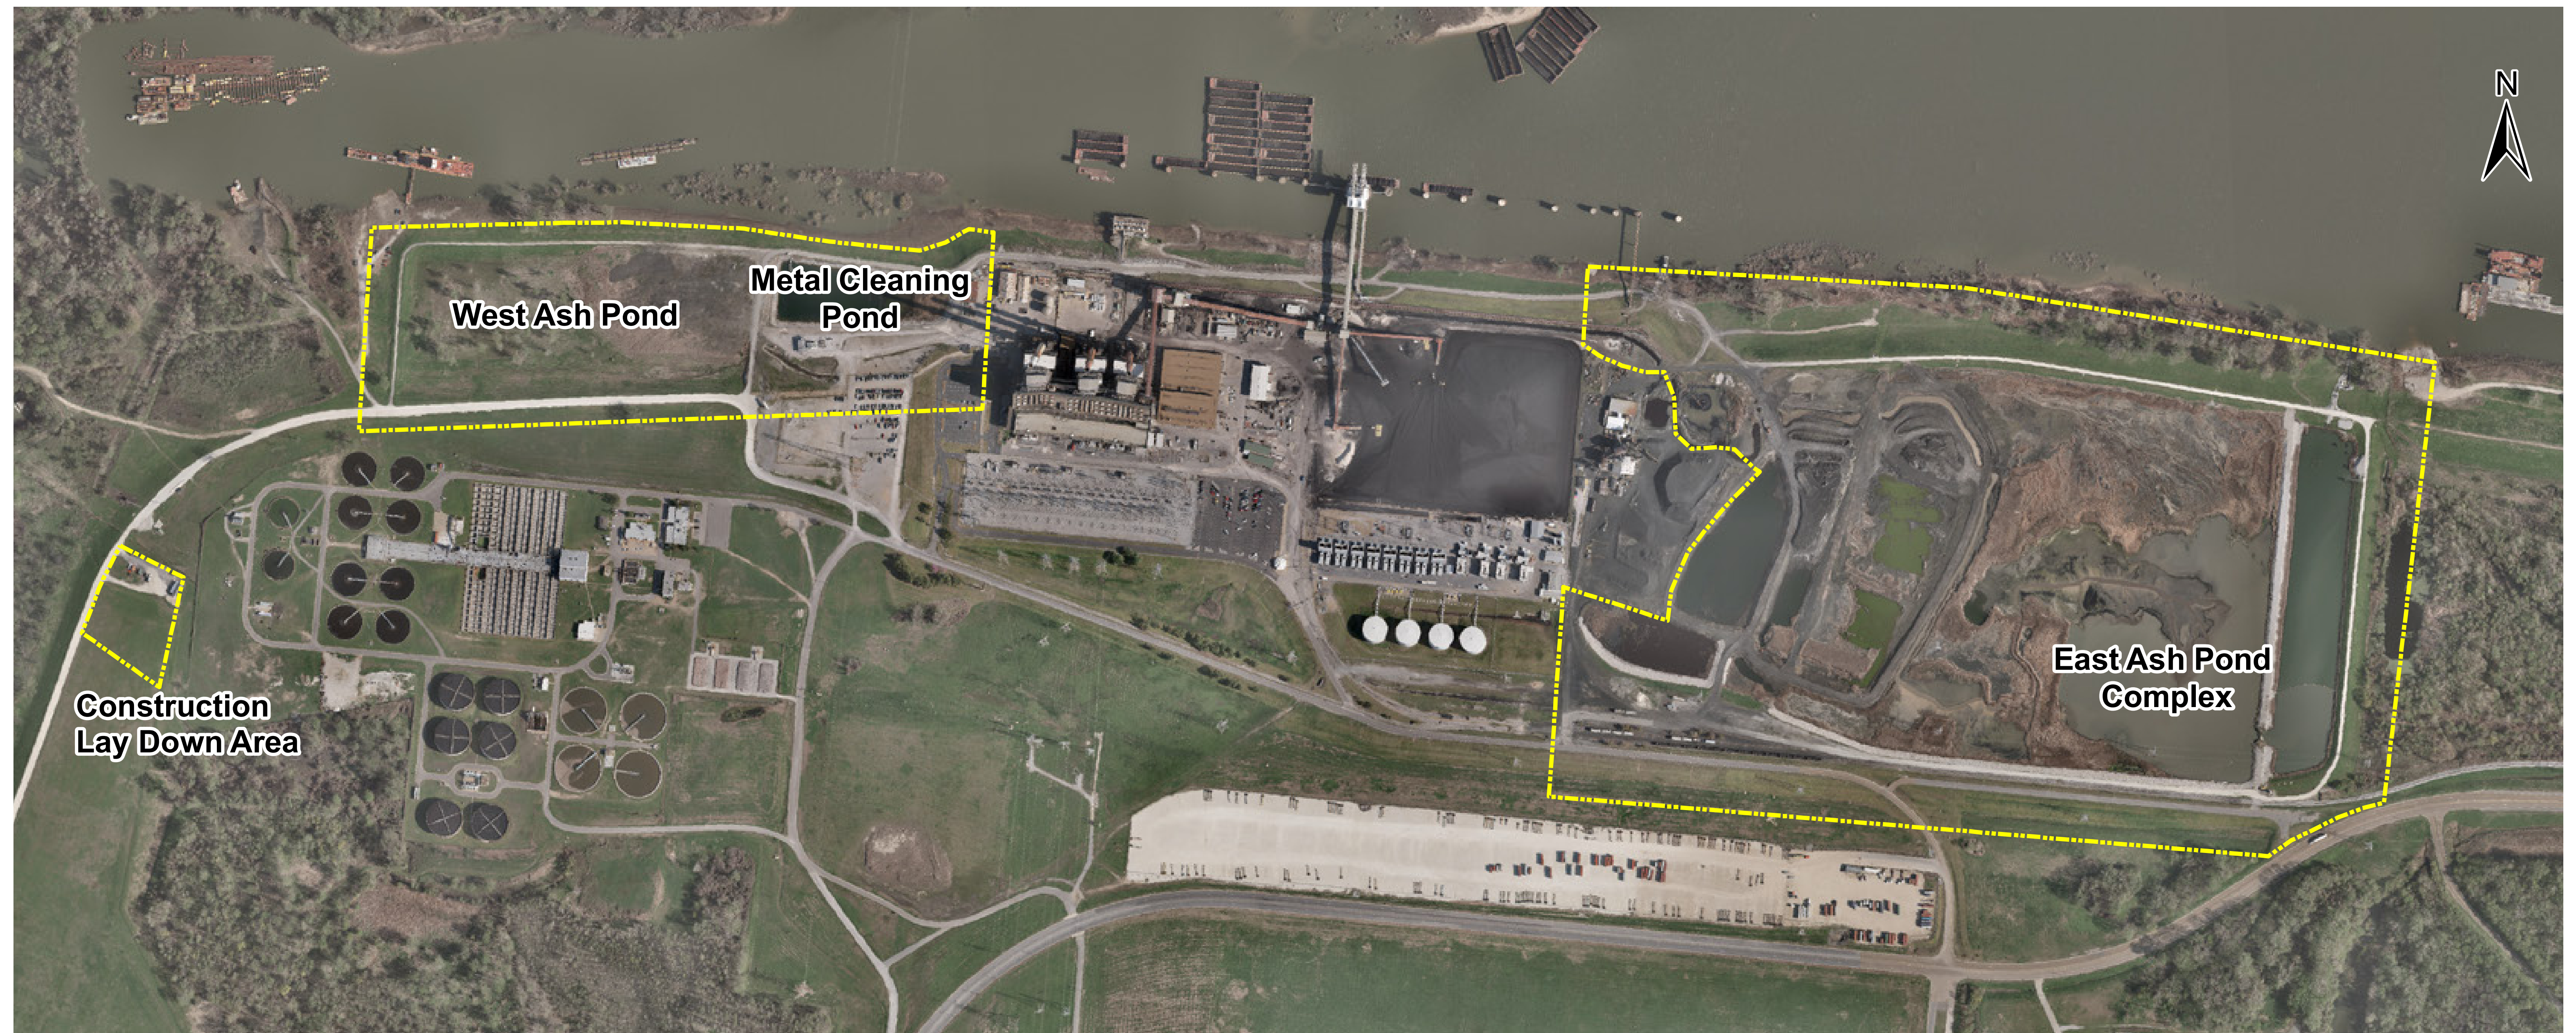 N
Metal Cleaning
Pond
West Ash Pond
East Ash Pond
Complex
Construction
Lay Down Area